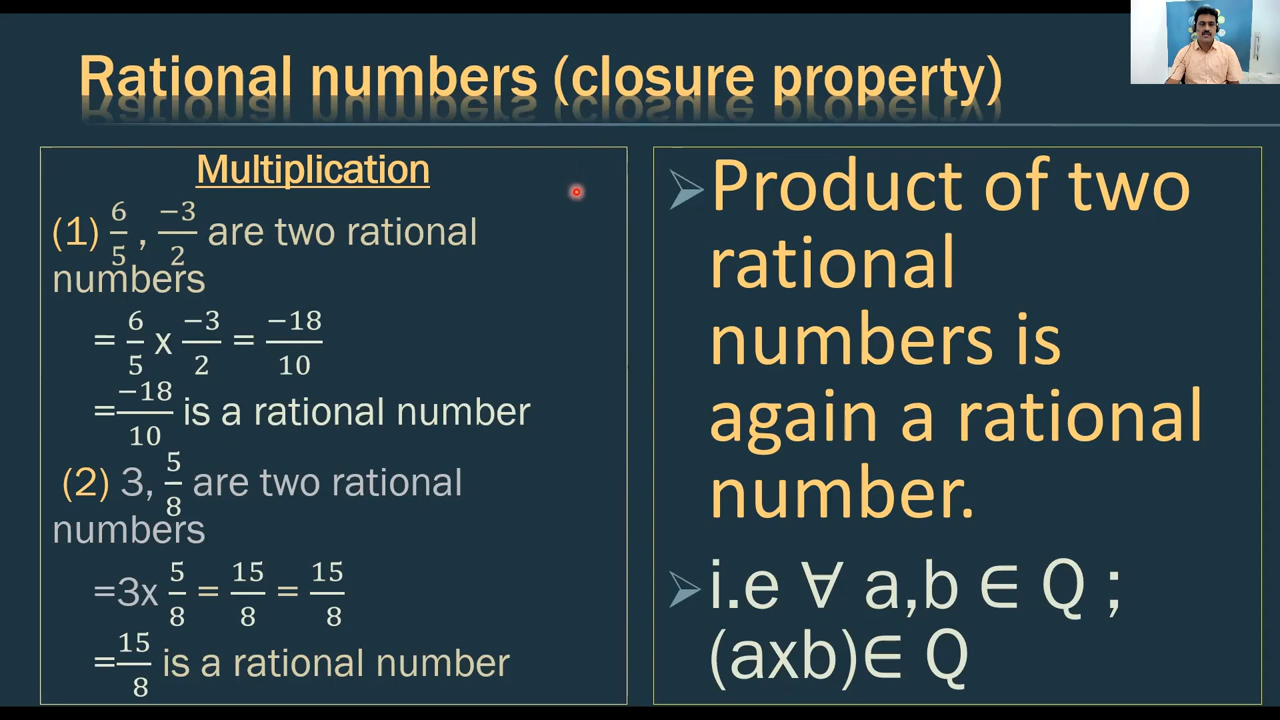 Rational numbers (closure property)
Multiplication
(1) 6/5 , −3/2 are two rational
numbers
= 6/5 x −3/2 = −18/10
=−18/10 is a rational number
(2) 3, 5/8 are two rational
numbers
=3x 5/8 = 15/8 = 15/8
=15/8 is a rational number
Product of two
rational
numbers is
again a rational
number.
i.e ∀ a,b ∈ Q ;
(axb)∈ Q